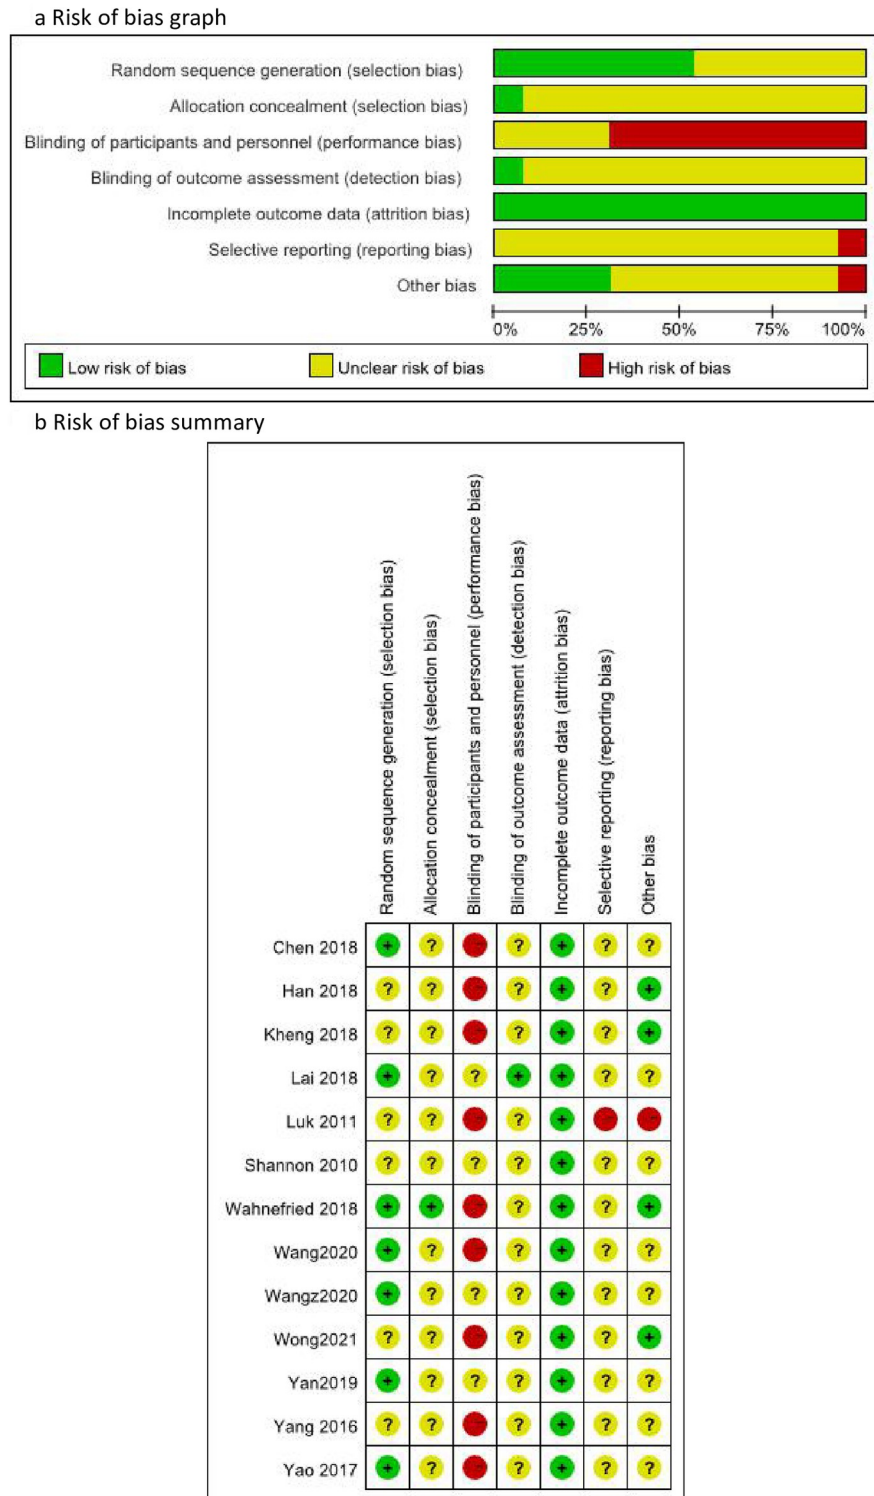 a Risk of bias graph
Random sequence generation (selection bias)
Allocation concealment (selection bias)
Blinding of participants and personnel (performance bias)
Blinding of outcome assessment (detection bias)
Incomplete outcome data (attrition bias)
Selective reporting (reporting bias)
Other bias
0% 25% 50% 75% 100%
Low risk of bias Unclear risk of bias High risk of bias
b Risk of bias summary
Random sequence generation (selection bias)
Allocation concealment (selection bias)
Blinding of participants and personnel (performance bias)
Blinding of outcome assessment (detection bias)
Incomplete outcome data (attrition bias)
Selective reporting (reporting bias)
Other bias
Chen 2018 + ? - ? + ? ?
Han 2018 ? ? - ? + ? +
Kheng 2018 ? ? - ? + ? +
Lai 2018 + ? ? + + ? ?
Luk 2011 ? ? - ? + - -
Shannon 2010 ? ? ? ? + ? ?
Wahnefried 2018 + + - ? + ? +
Wang2020 + ? - ? + ? ?
Wangz2020 + ? ? ? + ? ?
Wong2021 ? ? - ? + ? +
Yan2019 + ? ? ? + ? ?
Yang 2016 ? ? - ? + ? ?
Yao 2017 + ? - ? + ? ?